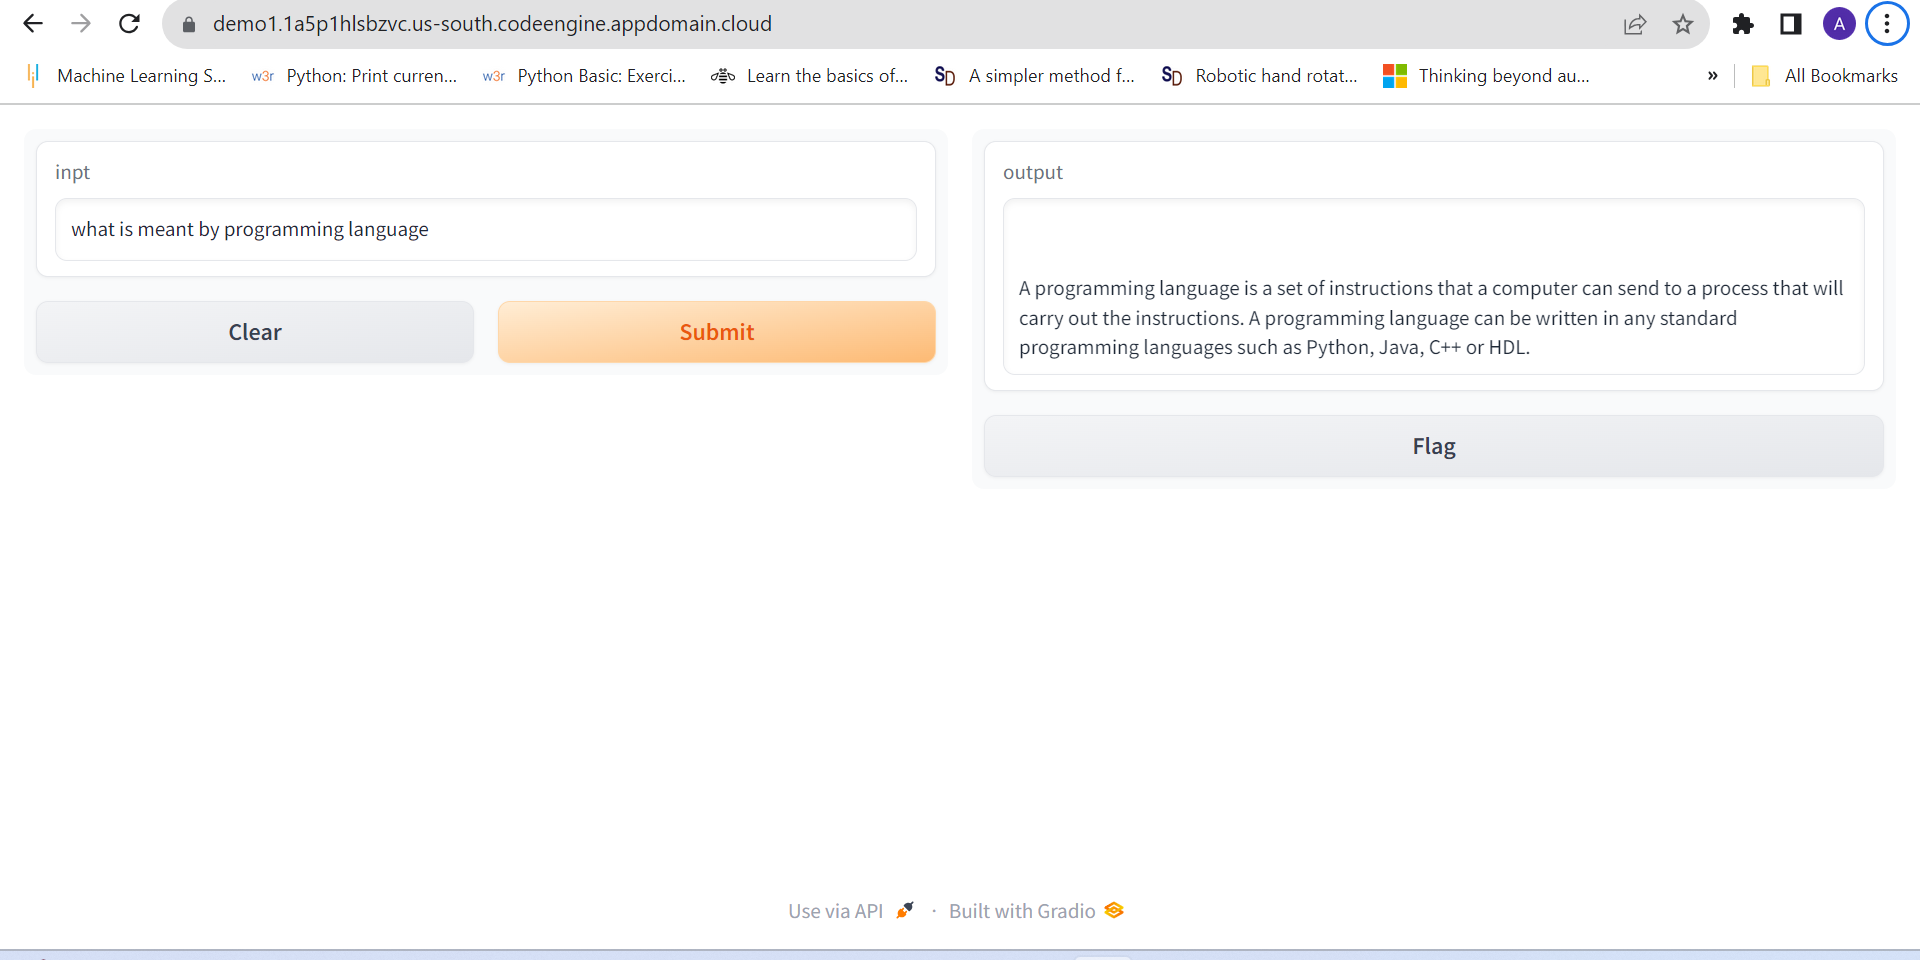 demo1.1a5p1hlsbzvc.us-south.codeengine.appdomain.cloud
A
Machine Learning S...
w3r Python: Print curren...
w3r Python Basic: Exerci...
Learn the basics of...
SD A simpler method f...
SD Robotic hand rotat...
Thinking beyond au...
»
All Bookmarks
inpt
what is meant by programming language
Clear
Submit
output
A programming language is a set of instructions that a computer can send to a process that will
carry out the instructions. A programming language can be written in any standard
programming languages such as Python, Java, C++ or HDL.
Flag
Use via API · Built with Gradio